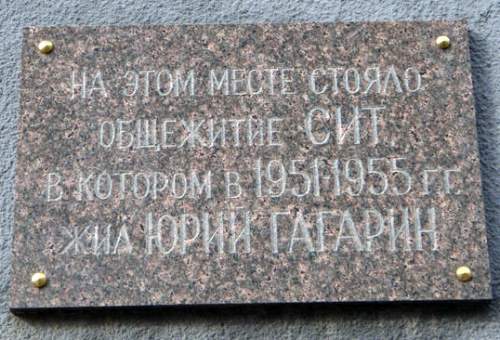 НА ЭТОМ МЕСТЕ СТОЯЛО
ОБЩЕЖИТИЕ СИТ,
В КОТОРОМ В 1951-1955 Г.Г.
ЖИЛ ЮРИЙ ГАГАРИН